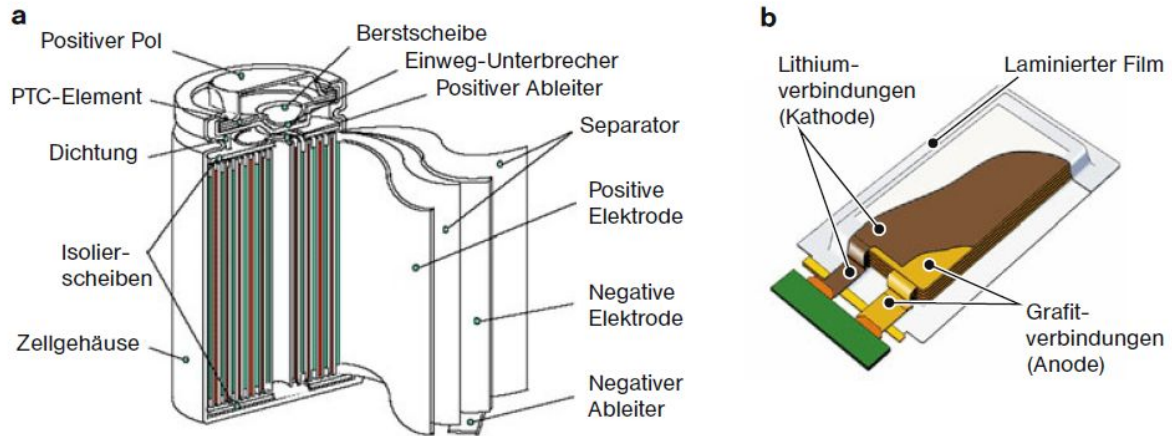 a
Positiver Pol
PTC-Element
Dichtung
Isolier-
scheiben
Zellgehäuse
Berstscheibe
Einweg-Unterbrecher
Positiver Ableiter
Separator
Positive
Elektrode
Negative
Elektrode
Negativer
Ableiter
b
Lithium-
verbindungen
(Kathode)
Laminierter Film
Grafit-
verbindungen
(Anode)